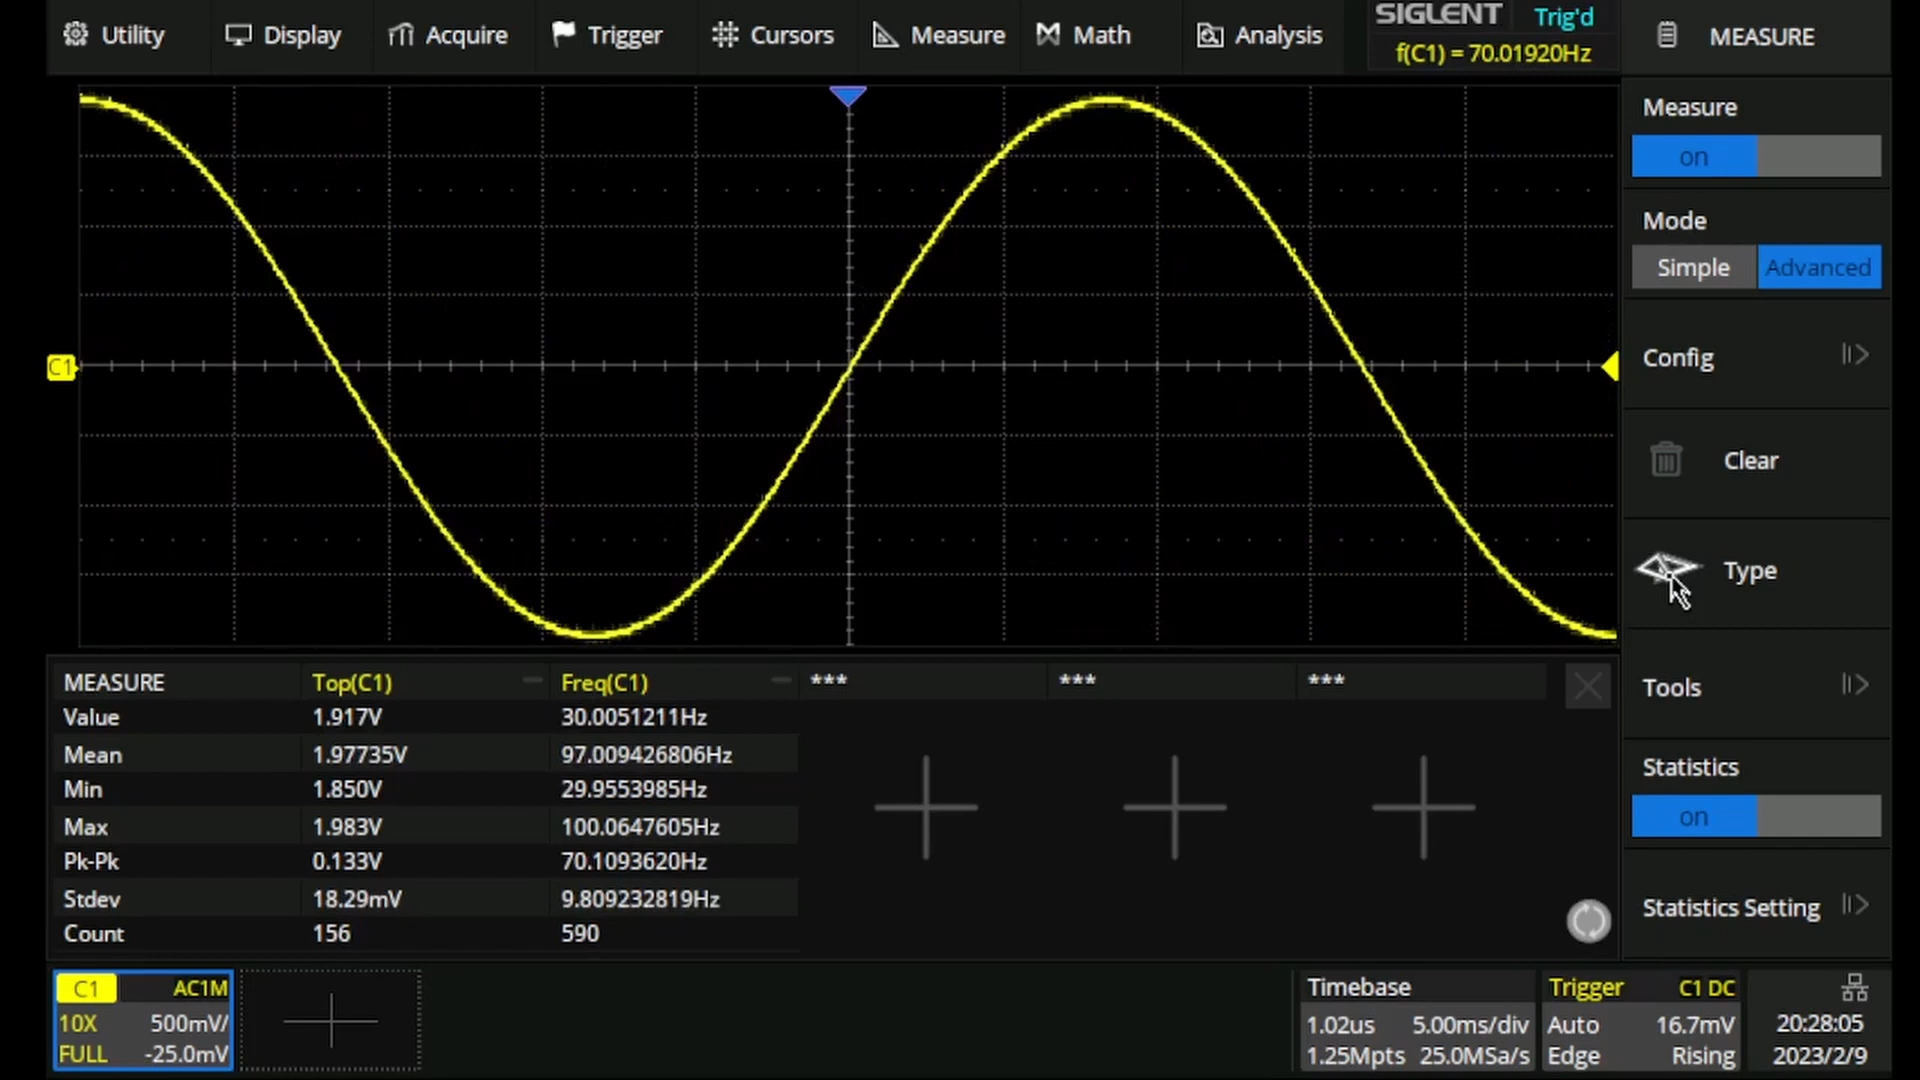 Utility Display Acquire Trigger Cursors Measure Math Analysis
SIGLENT Trig'd
f(C1) = 70.01920Hz
MEASURE
Measure
on
Mode
Simple Advanced
Config
Clear
Type
Tools
Statistics
on
Statistics Setting
C1
MEASURE Top(C1) Freq(C1) *** *** ***
Value 1.917V 30.0051211Hz
Mean 1.97735V 97.009426806Hz
Min 1.850V 29.9553985Hz
Max 1.983V 100.0647605Hz
Pk-Pk 0.133V 70.1093620Hz
Stdev 18.29mV 9.809232819Hz
Count 156 590
C1 AC1M
10X 500mV/
FULL -25.0mV
Timebase
1.02us 5.00ms/div
1.25Mpts 25.0MSa/s
Trigger C1 DC
Auto 16.7mV
Edge Rising
20:28:05
2023/2/9